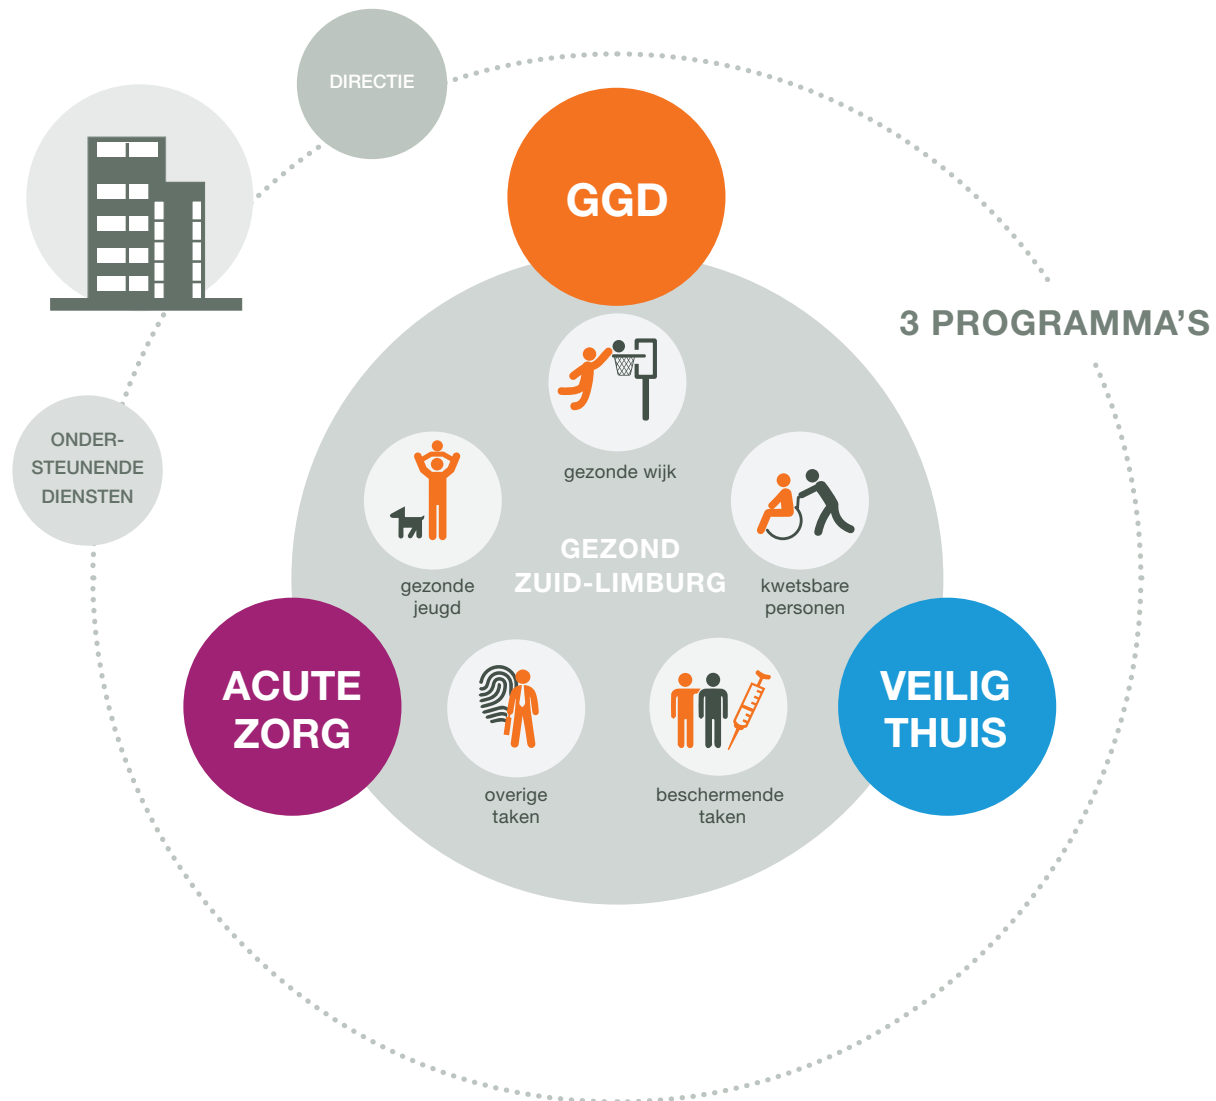 DIRECTIE
GGD
3 PROGRAMMA'S
ONDER-
STEUNENDE
DIENSTEN
gezonde wijk
GEZOND
ZUID-LIMBURG
gezonde
jeugd
kwetsbare
personen
ACUTE
ZORG
VEILIG
THUIS
overige
taken
beschermende
taken